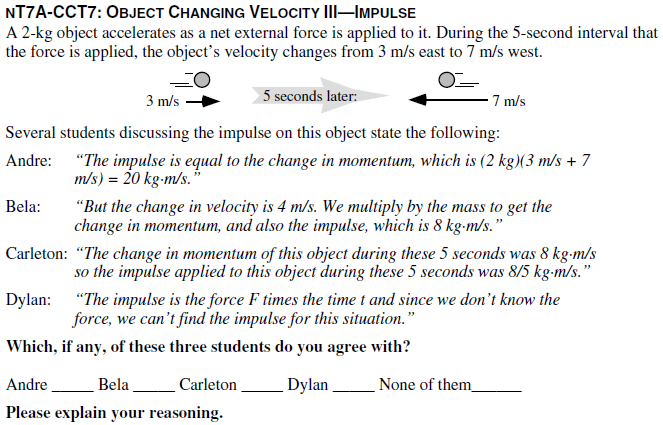 NT7A-CCT7: OBJECT CHANGING VELOCITY III—IMPULSE
A 2-kg object accelerates as a net external force is applied to it. During the 5-second interval that
the force is applied, the object's velocity changes from 3 m/s east to 7 m/s west.
3 m/s
5 seconds later:
7 m/s
Several students discussing the impulse on this object state the following:
Andre: “The impulse is equal to the change in momentum, which is (2 kg)(3 m/s + 7
m/s) = 20 kg·m/s.”
Bela: “But the change in velocity is 4 m/s. We multiply by the mass to get the
change in momentum, and also the impulse, which is 8 kg·m/s.”
Carleton: “The change in momentum of this object during these 5 seconds was 8 kg·m/s
so the impulse applied to this object during these 5 seconds was 8/5 kg·m/s.”
Dylan: “The impulse is the force F times the time t and since we don't know the
force, we can't find the impulse for this situation.”
Which, if any, of these three students do you agree with?
Andre _____ Bela _____ Carleton _____ Dylan _____ None of them______
Please explain your reasoning.